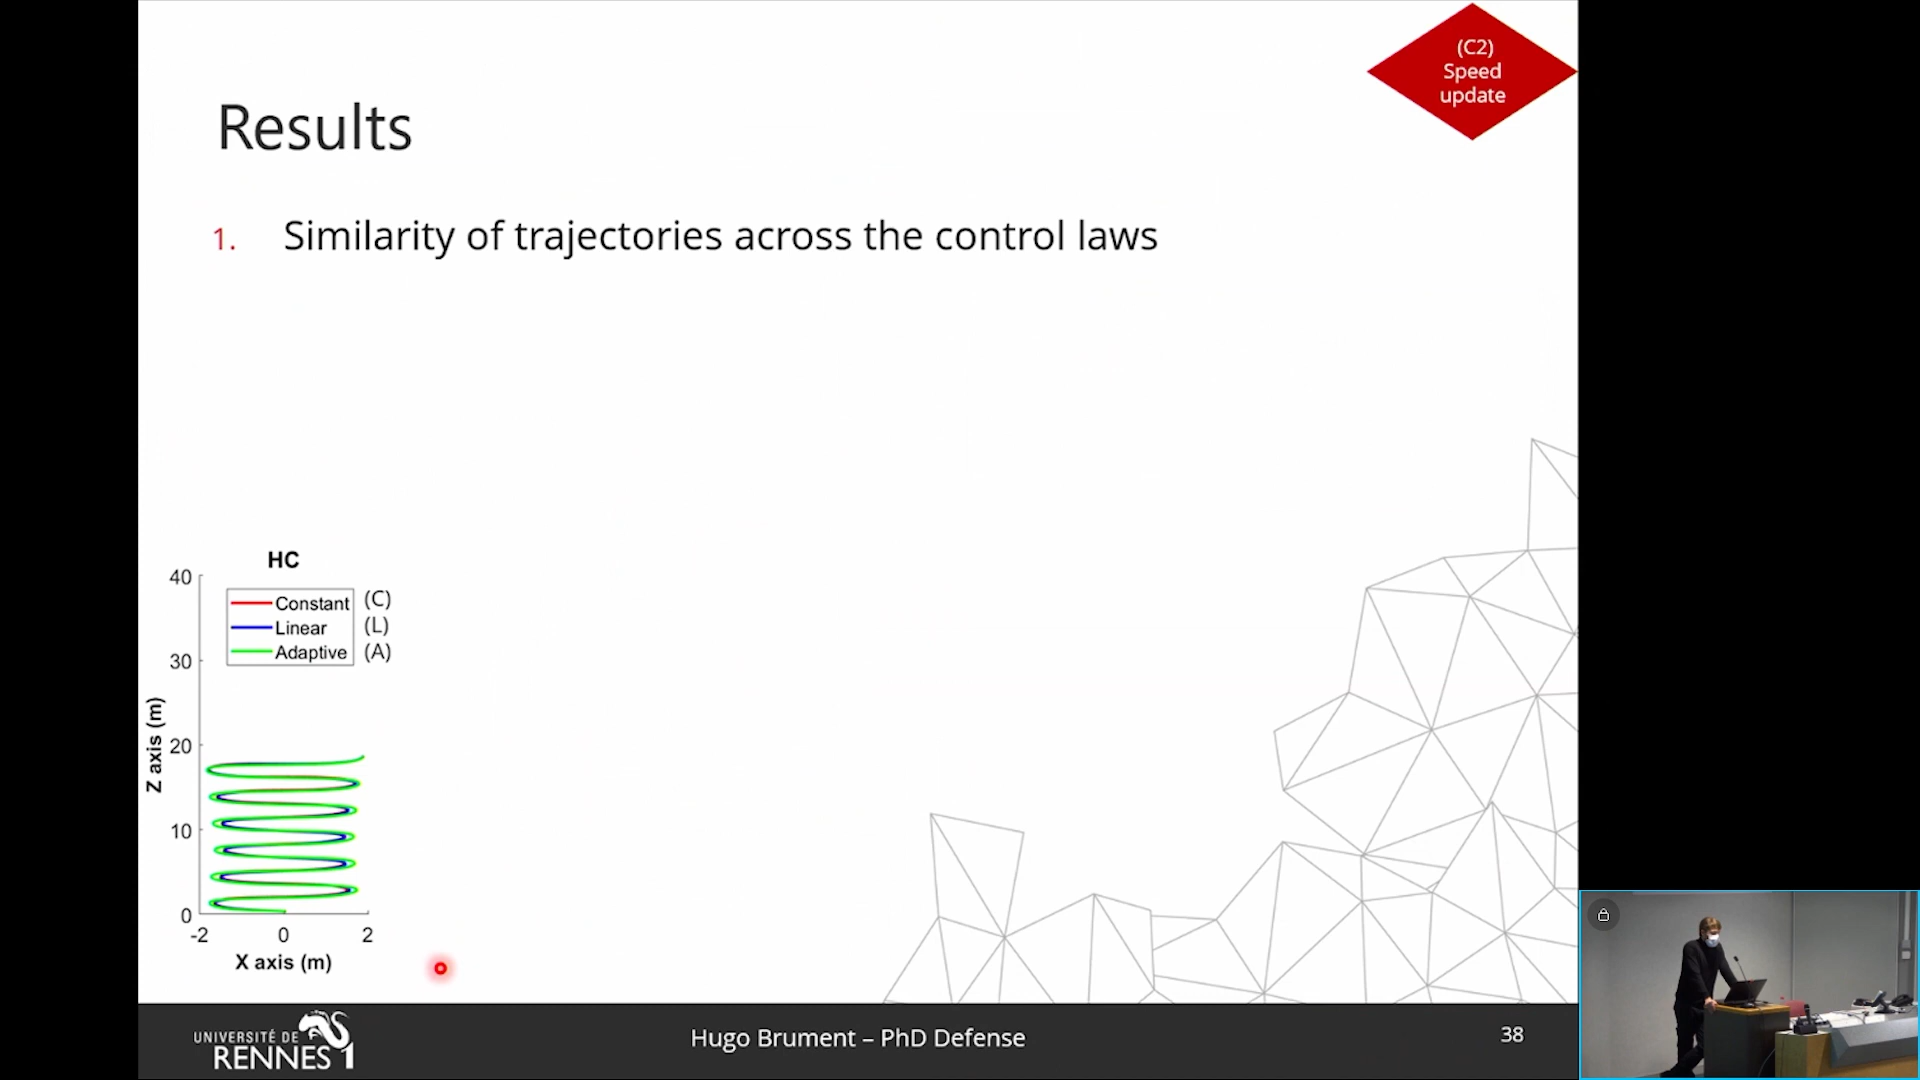 (C2)
Speed
update
Results
1. Similarity of trajectories across the control laws
HC
40
30
20
10
0
Z axis (m)
Constant (C)
Linear (L)
Adaptive (A)
-2 0 2
X axis (m)
UNIVERSITÉ DE
RENNES 1
Hugo Brument – PhD Defense
38